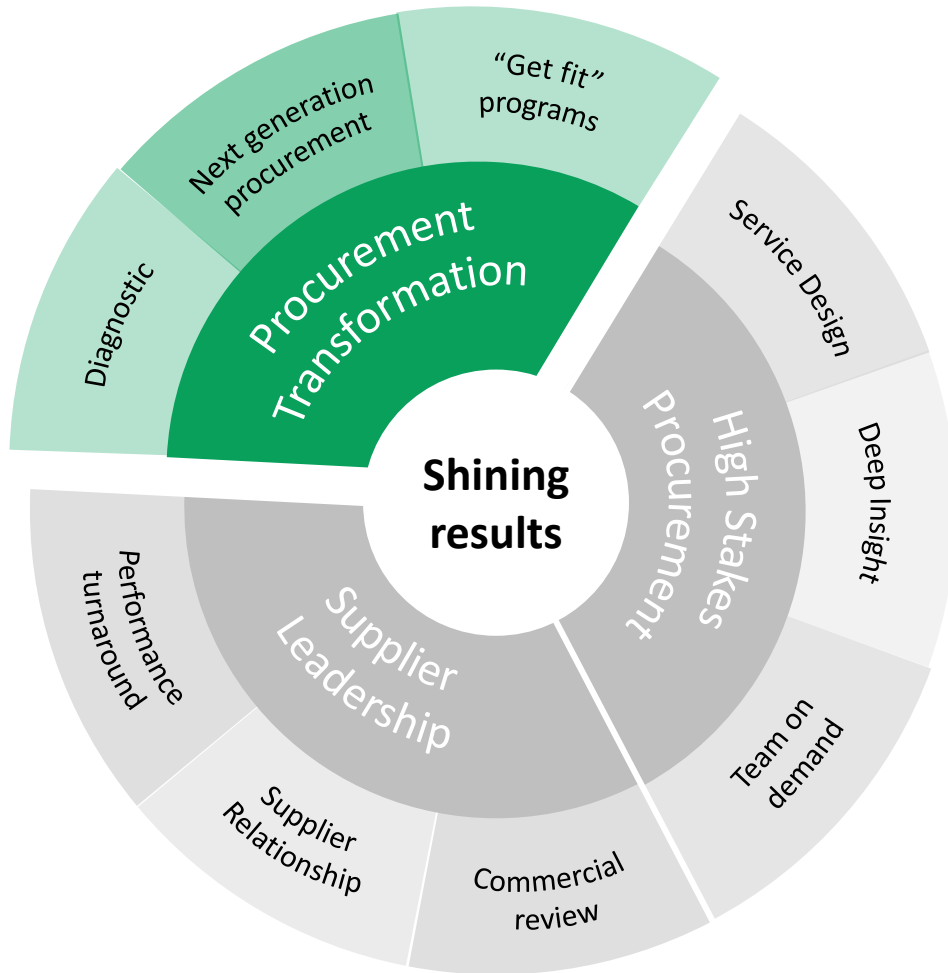 “Get fit”
programs
Next generation
procurement
Diagnostic
Procurement
Transformation
Service Design
Deep Insight
Team on
demand
High Stakes
Procurement
Shining
results
Supplier
Leadership
Performance
turnaround
Supplier
Relationship
Commercial
review